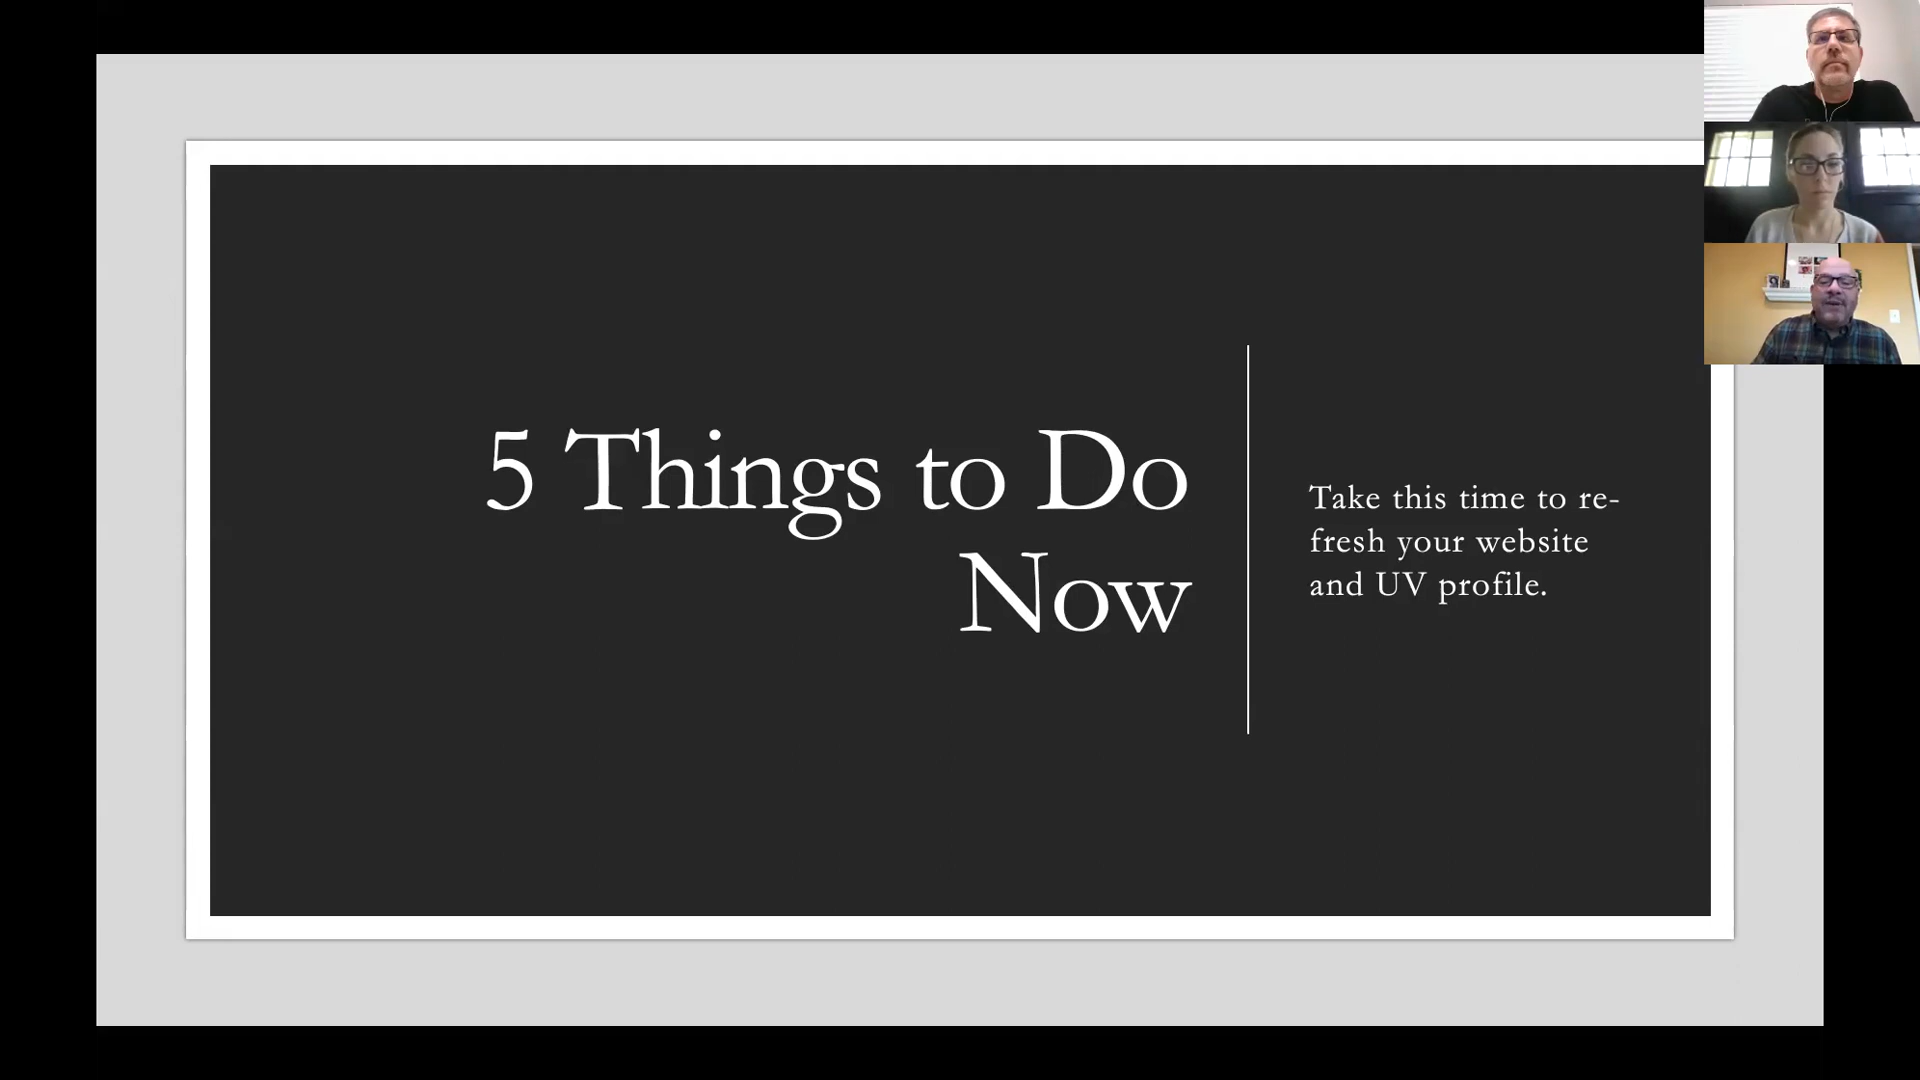 5 Things to Do
Now
Take this time to re-
fresh your website
and UV profile.